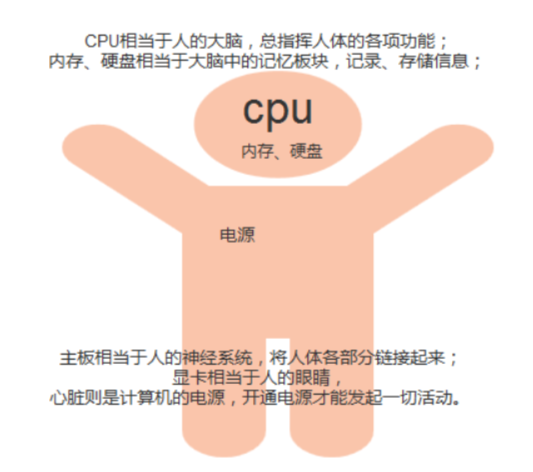 CPU相当于人的大脑，总指挥人体的各项功能；
内存、硬盘相当于大脑中的记忆板块，记录、存储信息；
cpu
内存、硬盘
电源
主板相当于人的神经系统，将人体各部分链接起来；
显卡相当于人的眼睛，
心脏则是计算机的电源，开通电源才能发起一切活动。